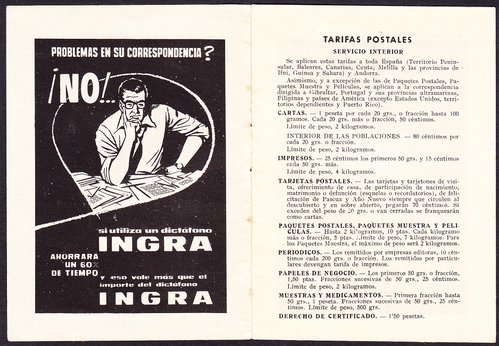 PROBLEMAS EN SU CORRESPONDENCIA?
¡NO!..
si utiliza un dictáfono
INGRA
AHORRARA
UN 60%
DE TIEMPO
y eso vale más que el
importe del dictáfono
INGRA
TARIFAS POSTALES
SERVICIO INTERIOR
Se aplican estas tarifas a toda España (Territorio Penin-
sular, Baleares, Canarias, Ceuta, Melilla y las provincias de
Ifni, Guinea y Sahara) y Andorra.
Asimismo, y a excepción de las de Paquetes Postales, Pa-
quetes Muestra y Películas, se aplican a la correspondencia
dirigida a Gibraltar, Portugal y sus provincias ultramarinas,
Filipinas y países de América (excepto Estados Unidos, terri-
torios dependientes y Puerto Rico).
CARTAS. — 1 peseta por cada 20 grs., o fracción hasta 100
gramos. Cada 20 grs. más o fracción, 50 céntimos.
Límite de peso, 2 kilogramos.
INTERIOR DE LAS POBLACIONES. — 80 céntimos por
cada 20 grs. o fracción.
Límite de peso, 2 kilogramos.
IMPRESOS. — 25 céntimos los primeros 50 grs. y 15 céntimos
cada 50 grs. más.
Límite de peso, 4 kilogramos.
TARJETAS POSTALES. — Las tarjetas y tarjetones de visi-
ta, ofrecimiento de casa, de participación de nacimiento,
matrimonio o defunción (esquelas o recordatorios), de feli-
citación de Pascua y Año Nuevo siempre que circulen al
descubierto y en sobre abierto, pagarán 70 céntimos. Si
exceden del peso de 20 grs. o van cerradas se franquearán
como cartas.
PAQUETES POSTALES, PAQUETES MUESTRA Y PELI-
CULAS. — Hasta 2 kilogramos, 10 ptas. Cada kilogramo
más o fracción, 5 pts. Límite de peso, 7 kilogramos. Para
los Paquetes Muestra, el máximo de peso será 2 kilogramos.
PERIODICOS. — Los remitidos por empresas editoras, 10 cén-
timos cada 200 grs. o fracción. Los remitidos por particu-
lares devengan tarifa de impresos.
PAPELES DE NEGOCIO. — Los primeros 50 grs. o fracción,
1,50 ptas. Fracciones sucesivas de 50 grs., 25 céntimos.
Límite de peso, 2 kilogramos.
MUESTRAS Y MEDICAMENTOS. — Primera fracción hasta
50 grs., 1 peseta. Fracciones sucesivas de 50 grs., 25 cénti-
mos. Límite de peso, 500 grs.
DERECHO DE CERTIFICADO. — 1'50 pesetas.